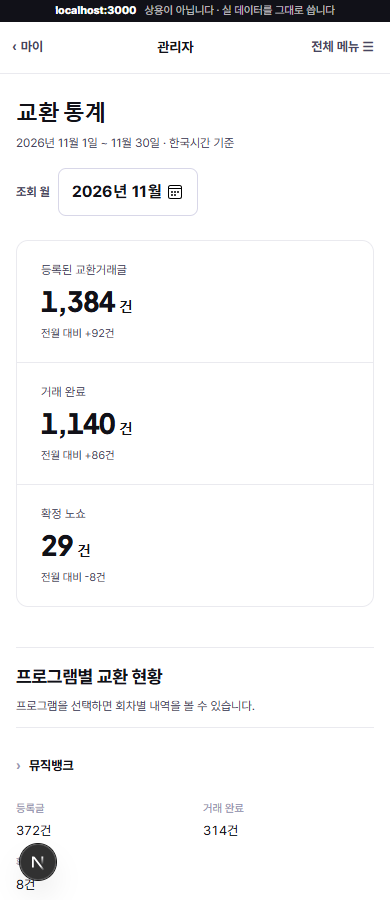 localhost:3000 상용이 아닙니다 · 실 데이터를 그대로 씁니다
‹ 마이
관리자
전체 메뉴 ☰
교환 통계
2026년 11월 1일 ~ 11월 30일 · 한국시간 기준
조회 월
2026년 11월
등록된 교환거래글
1,384 건
전월 대비 +92건
거래 완료
1,140 건
전월 대비 +86건
확정 노쇼
29 건
전월 대비 -8건
프로그램별 교환 현황
프로그램을 선택하면 회차별 내역을 볼 수 있습니다.
› 뮤직뱅크
등록글
거래 완료
372건
314건
N
8건